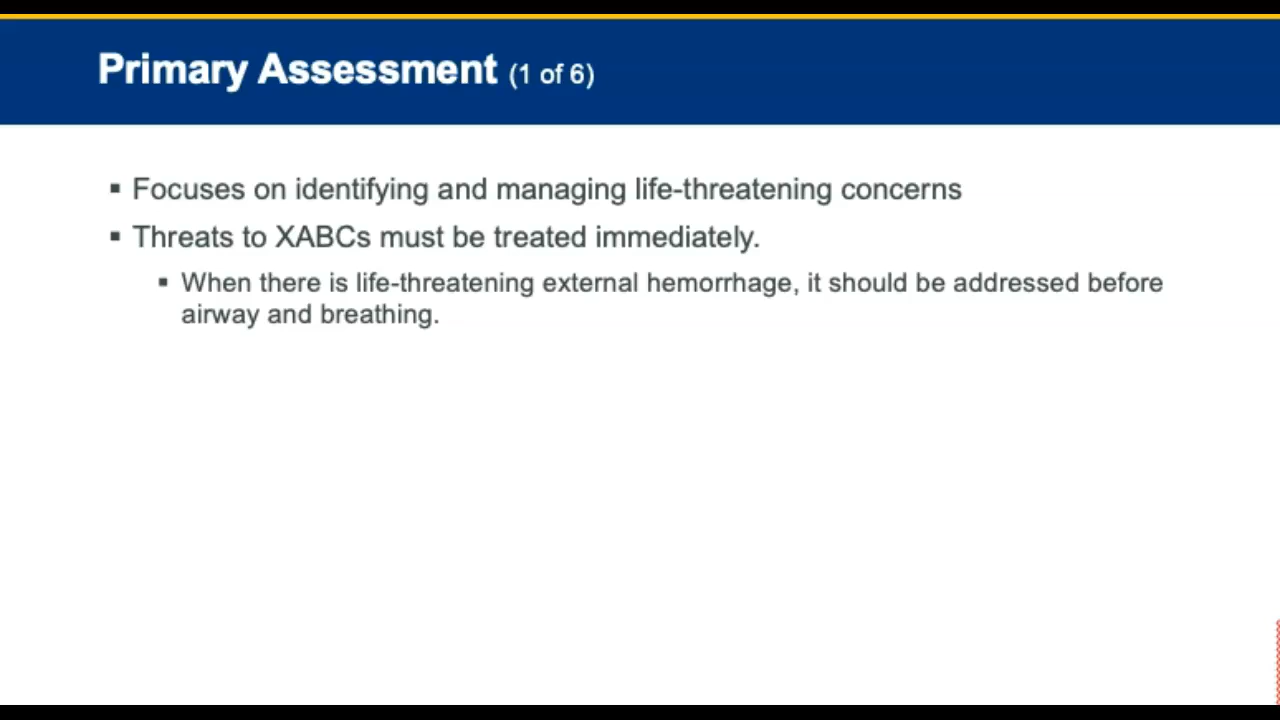 Primary Assessment (1 of 6)
▪ Focuses on identifying and managing life-threatening concerns
▪ Threats to XABCs must be treated immediately.
▪ When there is life-threatening external hemorrhage, it should be addressed before
airway and breathing.